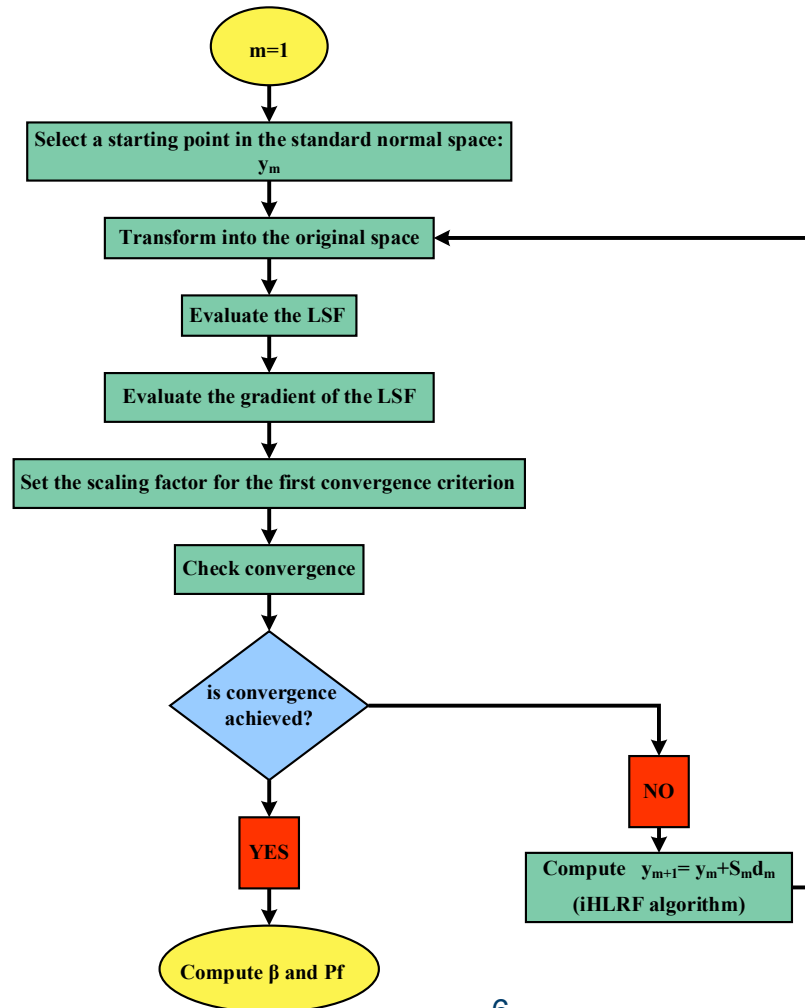 m=1
Select a starting point in the standard normal space:
yₘ
Transform into the original space
Evaluate the LSF
Evaluate the gradient of the LSF
Set the scaling factor for the first convergence criterion
Check convergence
is convergence
achieved?
NO
YES
Compute yₘ₊₁= yₘ+Sₘdₘ
(iHLRF algorithm)
Compute β and Pf